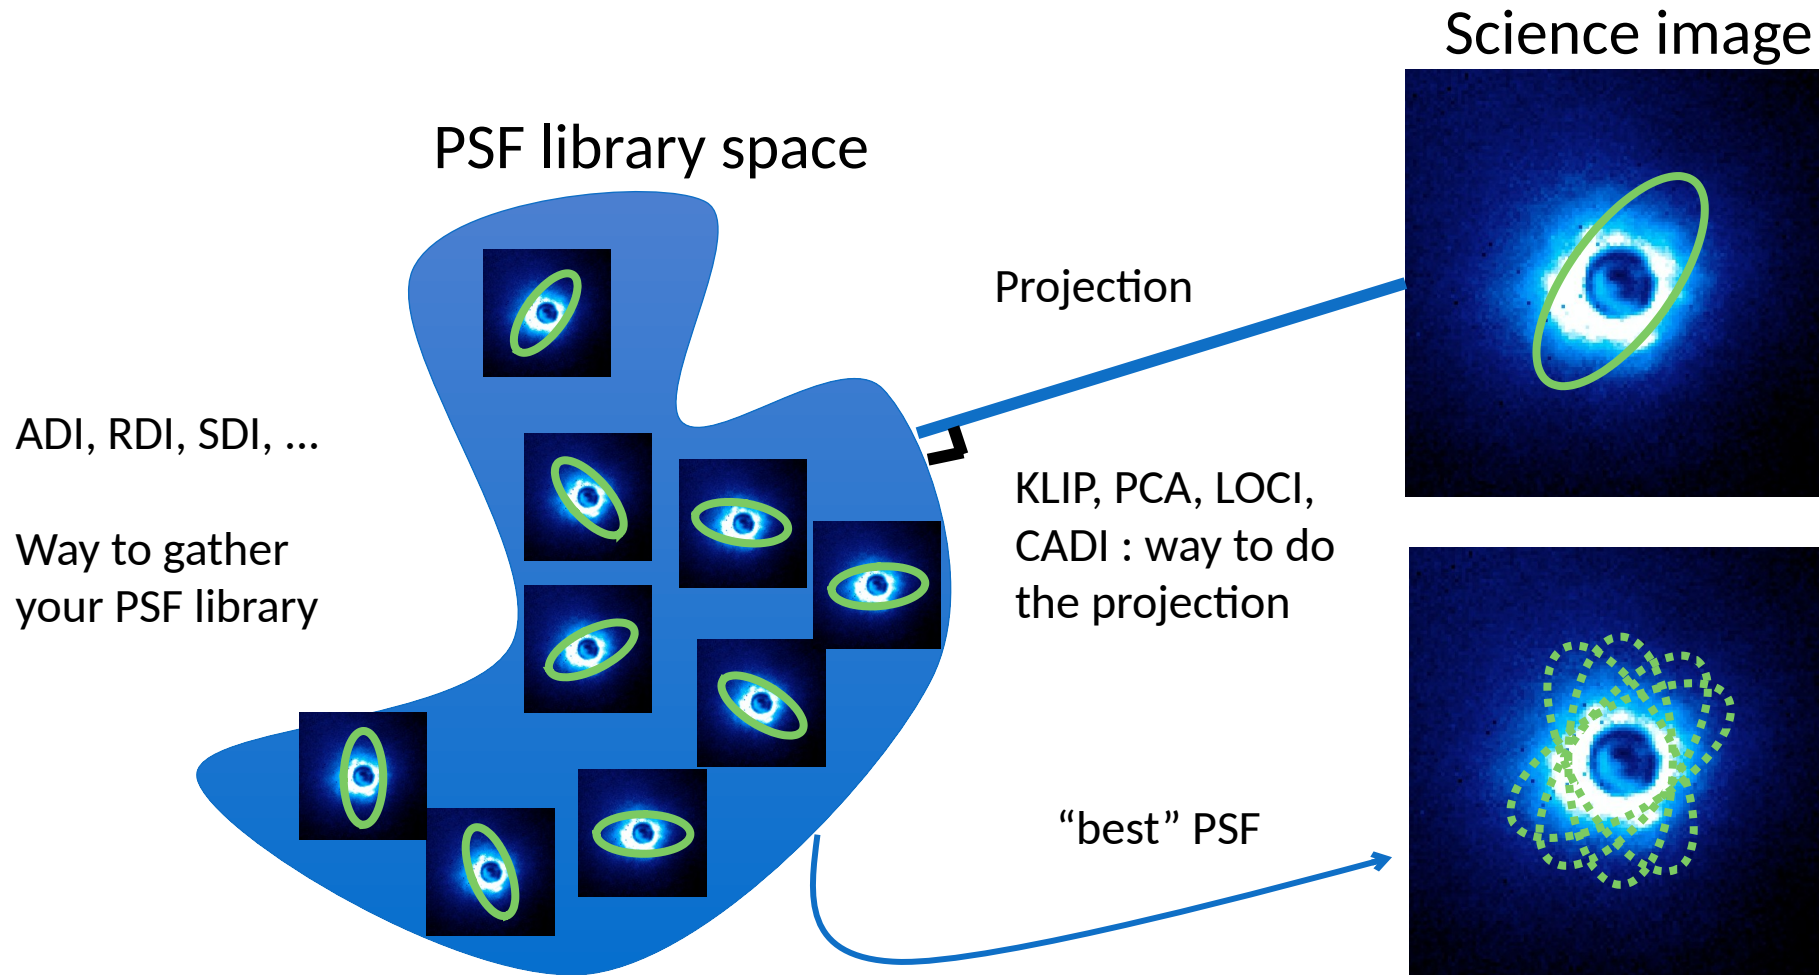 Science image
PSF library space
Projection
ADI, RDI, SDI, ...
Way to gather
your PSF library
KLIP, PCA, LOCI,
CADI : way to do
the projection
“best” PSF